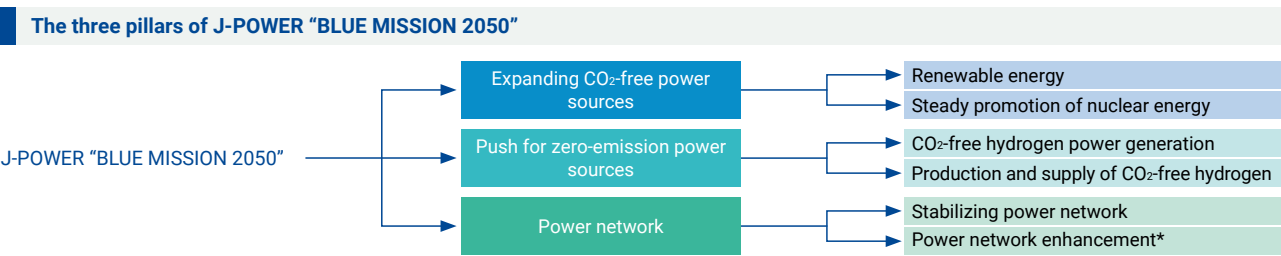 The three pillars of J-POWER “BLUE MISSION 2050”
J-POWER “BLUE MISSION 2050”
Expanding CO2-free power
sources
Renewable energy
Steady promotion of nuclear energy
Push for zero-emission power
sources
CO2-free hydrogen power generation
Production and supply of CO2-free hydrogen
Power network
Stabilizing power network
Power network enhancement*